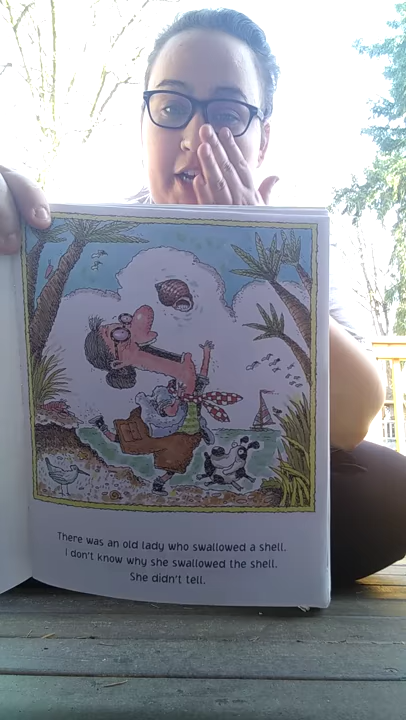 There was an old lady who swallowed a shell.
I don't know why she swallowed the shell.
She didn't tell.